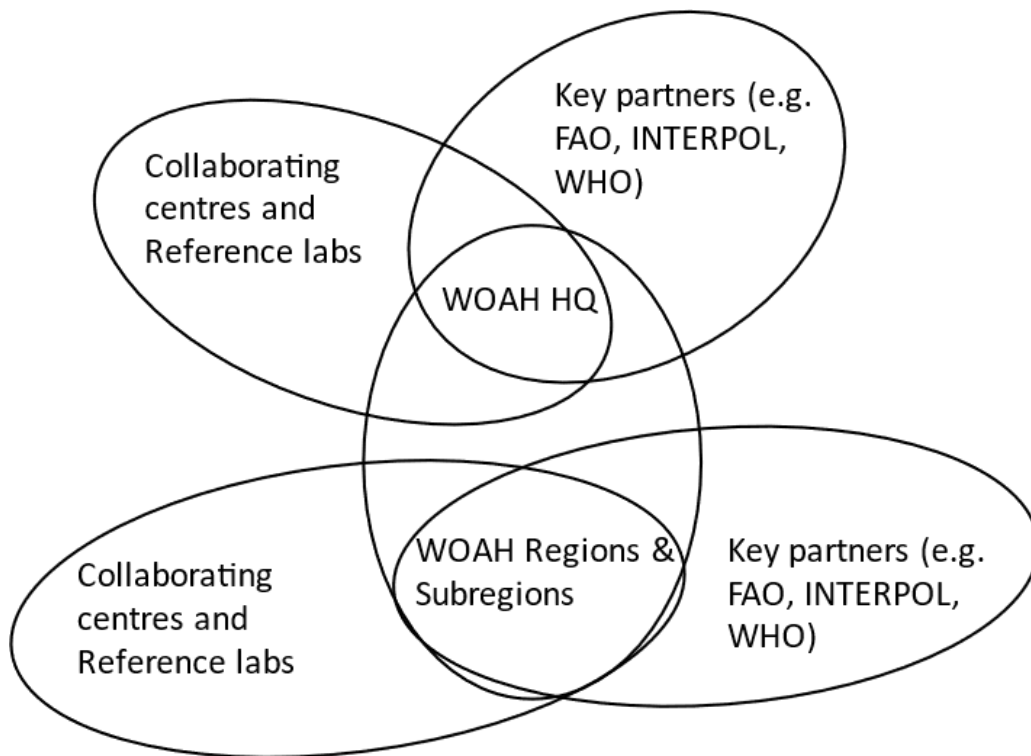 Key partners (e.g.
FAO, INTERPOL,
WHO)
Collaborating
centres and
Reference labs
WOAH HQ
WOAH Regions &
Subregions
Key partners (e.g.
FAO, INTERPOL,
WHO)
Collaborating
centres and
Reference labs